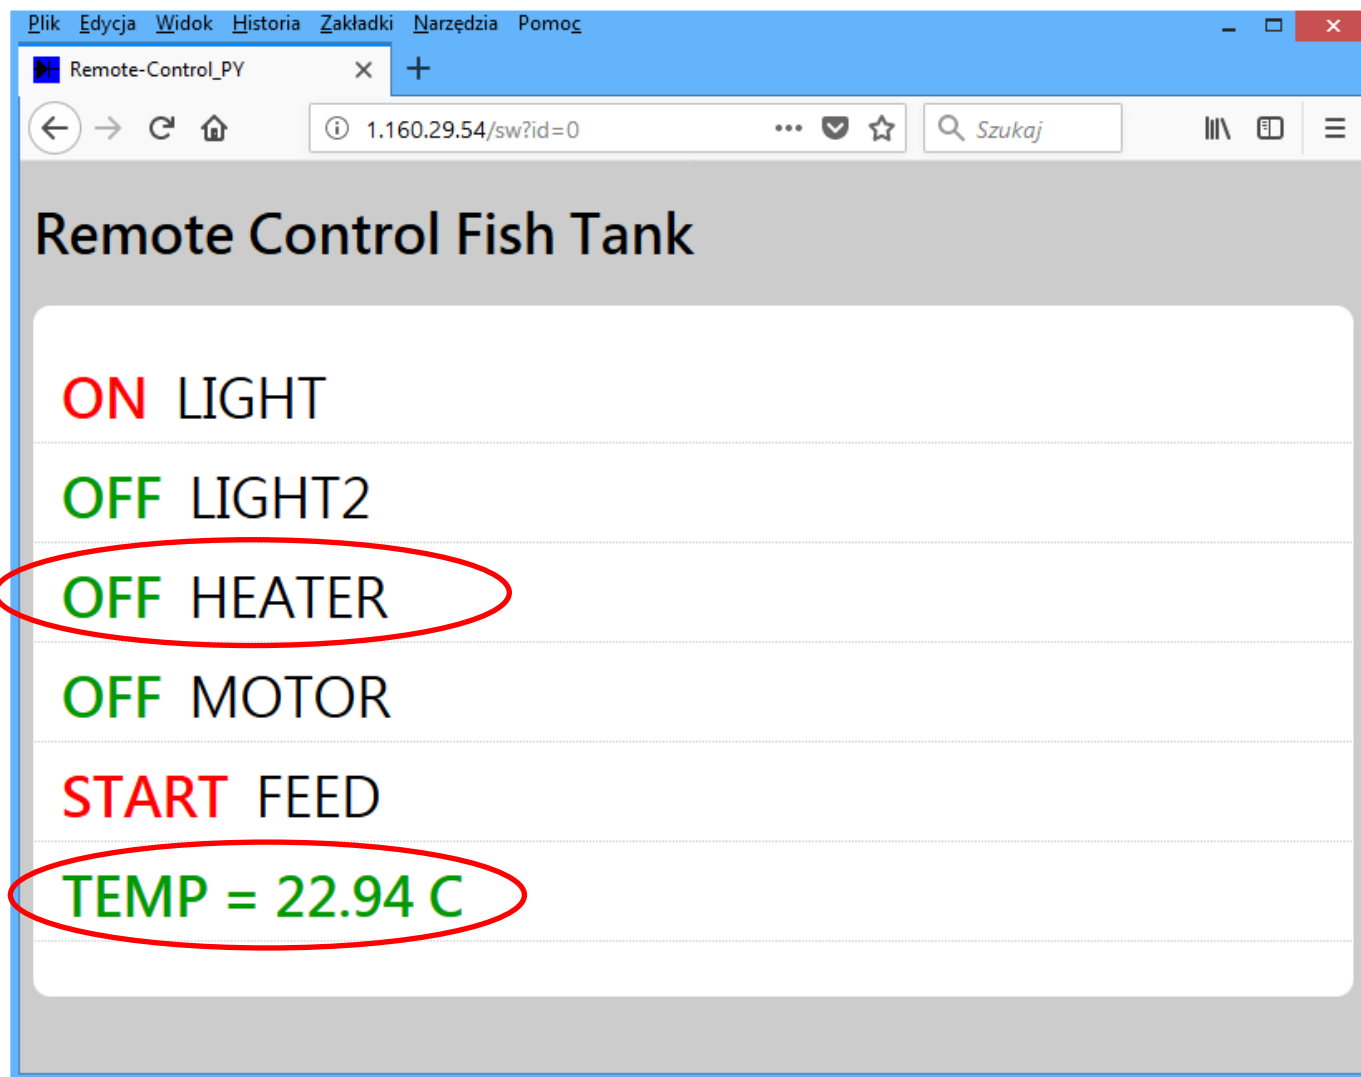 Plik Edycja Widok Historia Zakładki Narzędzia Pomoc
Remote-Control_PY
1.160.29.54/sw?id=0
Szukaj
Remote Control Fish Tank
ON LIGHT
OFF LIGHT2
OFF HEATER
OFF MOTOR
START FEED
TEMP = 22.94 C